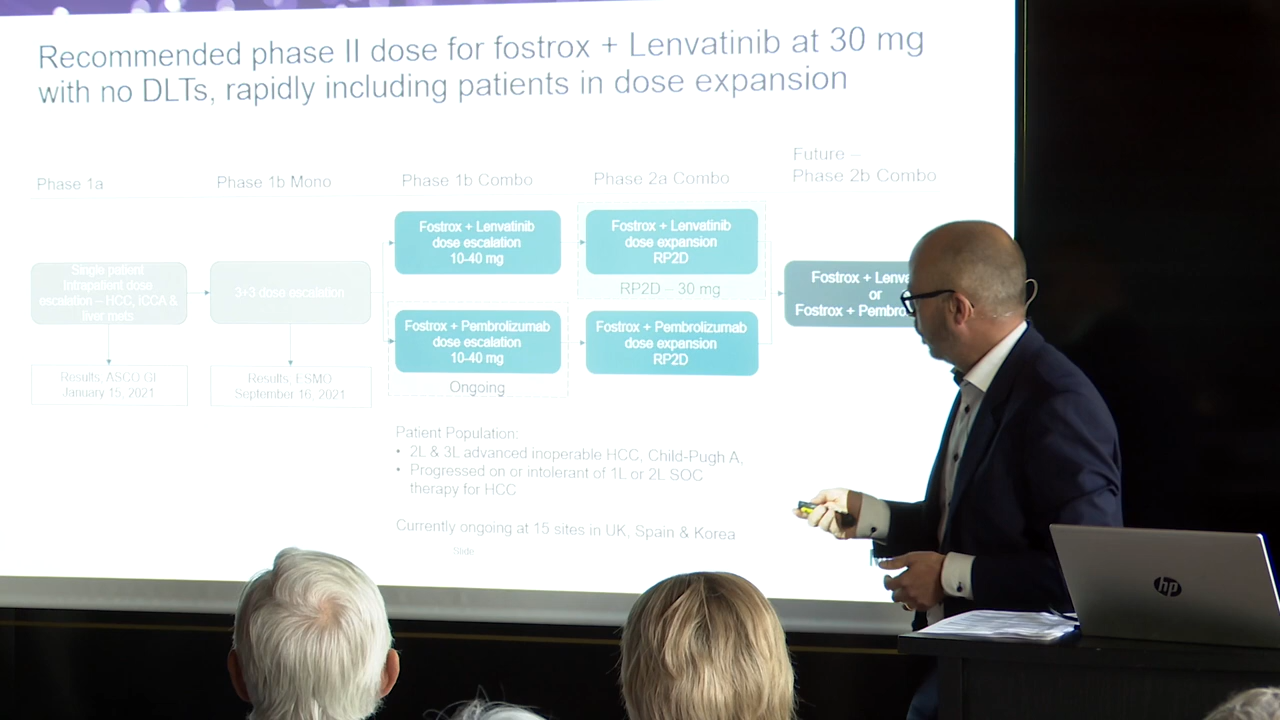 Recommended phase II dose for fostrox + Lenvatinib at 30 mg
with no DLTs, rapidly including patients in dose expansion
Phase 1a
Phase 1b Mono
Phase 1b Combo
Phase 2a Combo
Future –
Phase 2b Combo
Single patient
intrapatient dose
escalation – HCC, iCCA &
liver mets
3+3 dose escalation
Fostrox + Lenvatinib
dose escalation
10-40 mg
Fostrox + Lenvatinib
dose expansion
RP2D
RP2D – 30 mg
Fostrox + Lenva
or
Fostrox + Pembro
Fostrox + Pembrolizumab
dose escalation
10-40 mg
Ongoing
Fostrox + Pembrolizumab
dose expansion
RP2D
Results, ASCO GI
January 15, 2021
Results, ESMO
September 16, 2021
Patient Population:
• 2L & 3L advanced inoperable HCC, Child-Pugh A,
• Progressed on or intolerant of 1L or 2L SOC
therapy for HCC
Currently ongoing at 15 sites in UK, Spain & Korea
Slide
hp